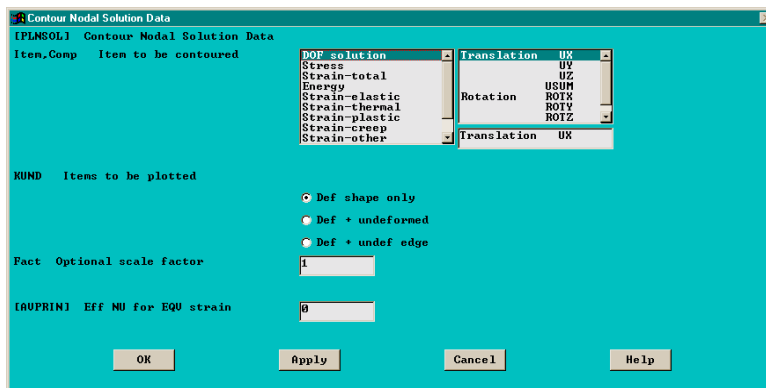 Contour Nodal Solution Data
[PLNSOL] Contour Nodal Solution Data
Item,Comp Item to be contoured
DOF solution
Stress
Strain-total
Energy
Strain-elastic
Strain-thermal
Strain-plastic
Strain-creep
Strain-other
Translation UX
UY
UZ
USUM
Rotation ROTX
ROTY
ROTZ
Translation UX
KUND Items to be plotted
Def shape only
Def + undeformed
Def + undef edge
Fact Optional scale factor
1
[AVPRIN] Eff NU for EQV strain
0
OK
Apply
Cancel
Help